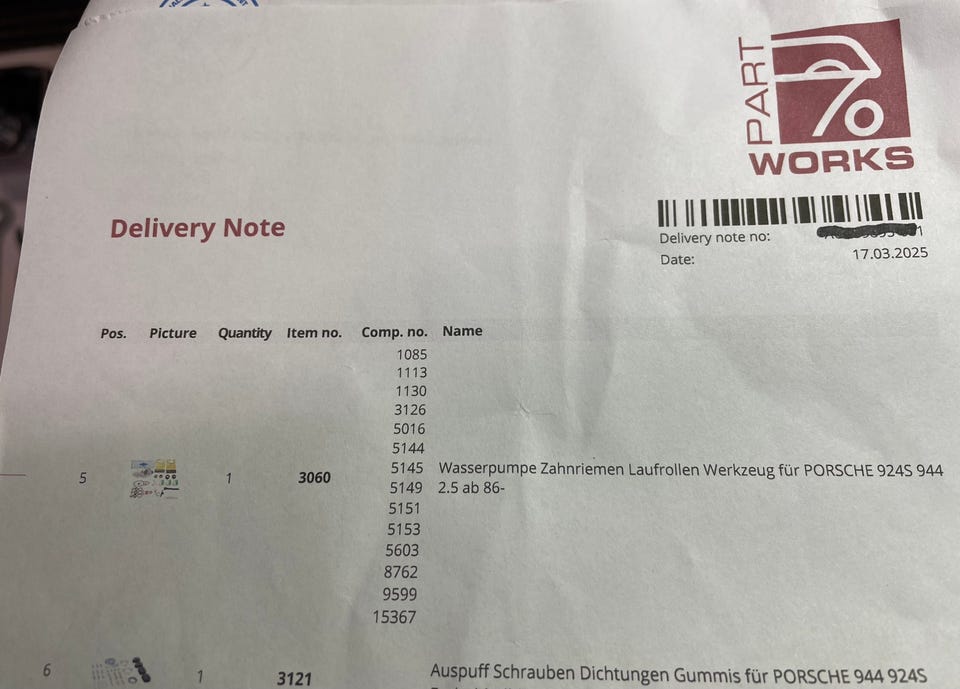 PART
WORKS
Delivery Note
Delivery note no:
Date: 17.03.2025
Pos. Picture Quantity Item no. Comp. no. Name
1085
1113
1130
3126
5016
5144
5 1 3060 5145 Wasserpumpe Zahnriemen Laufrollen Werkzeug für PORSCHE 924S 944
5149 2.5 ab 86-
5151
5153
5603
8762
9599
15367
6 1 3121 Auspuff Schrauben Dichtungen Gummis für PORSCHE 944 924S